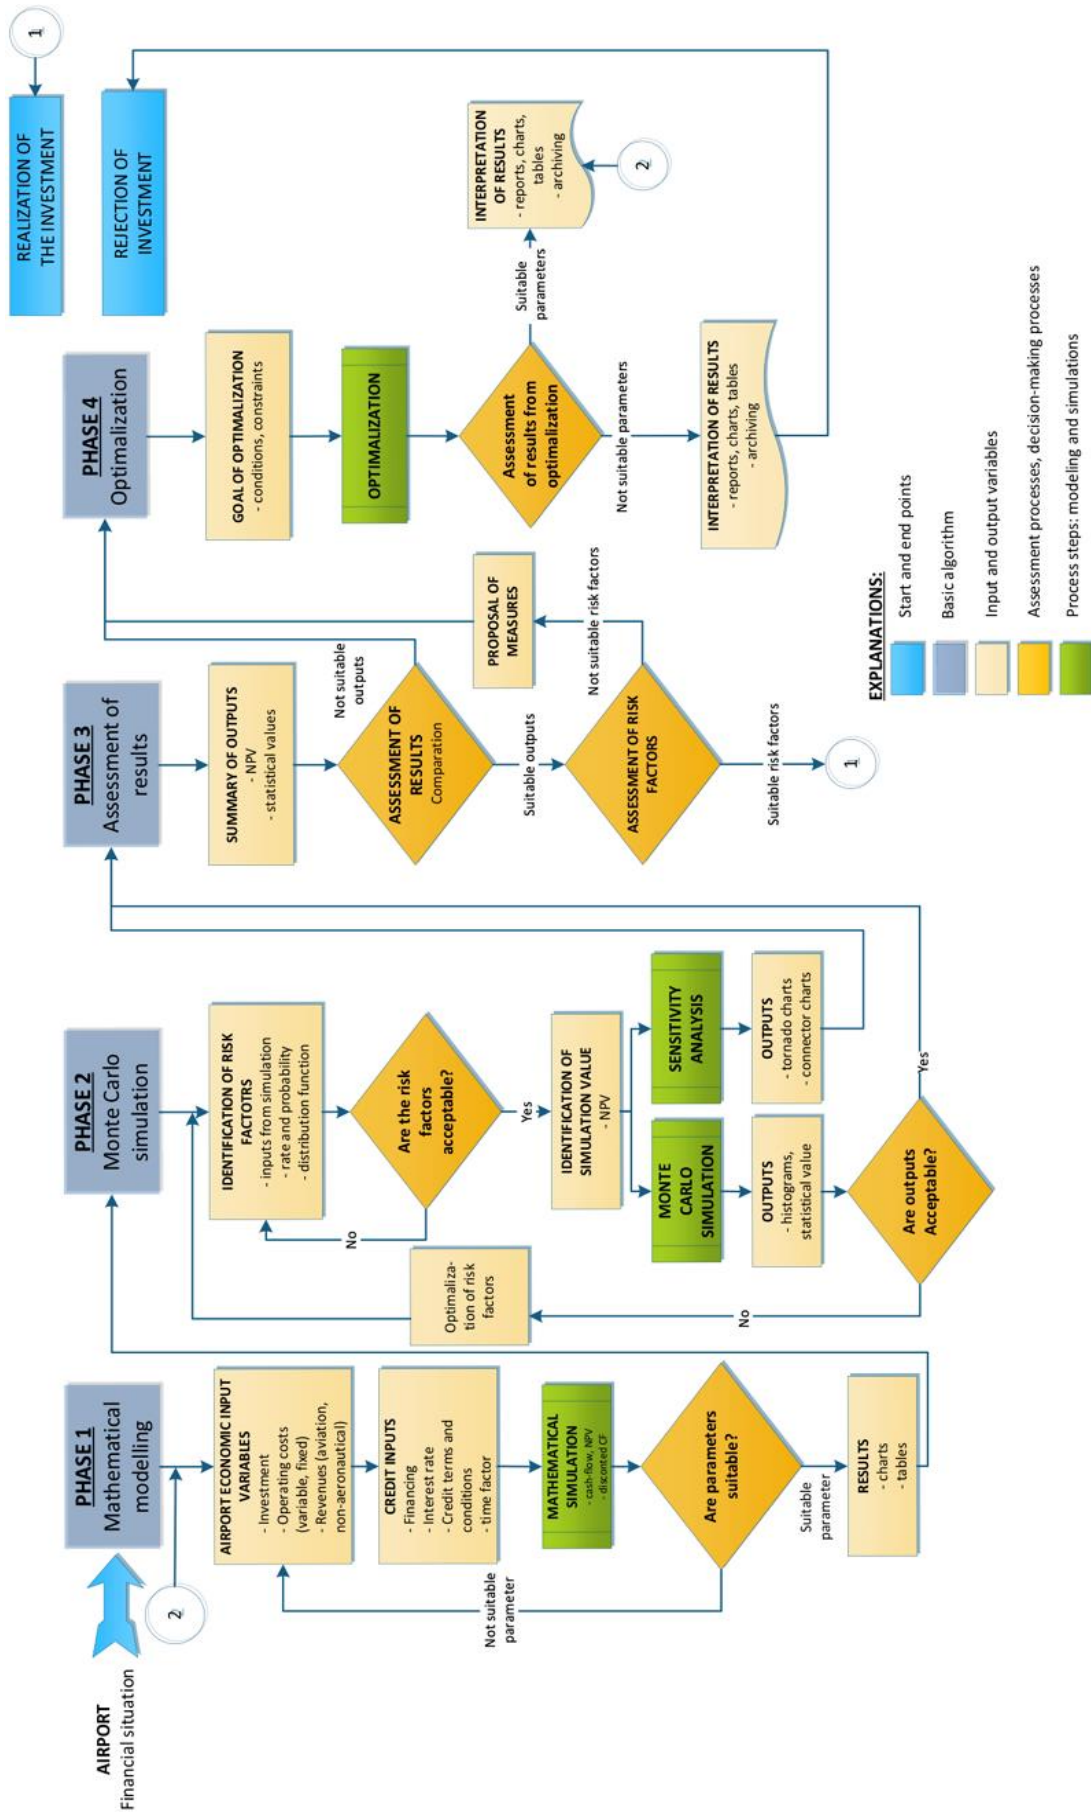 AIRPORT
Financial situation
PHASE 1
Mathematical
modelling
2
AIRPORT ECONOMIC INPUT
VARIABLES
- Investment
- Operating costs
(variable, fixed)
- Revenues (aviation,
non-aeronautical)
CREDIT INPUTS
- Financing
- Interest rate
- Credit terms and
conditions
- time factor
MATHEMATICAL
SIMULATION
- cash-flow, NPV
- disconted CF
Are parameters
suitable?
Not suitable
parameter
Suitable
parameter
RESULTS
- charts
- tables
PHASE 2
Monte Carlo
simulation
IDENTIFICATION OF RISK
FACTOTRS
- inputs from simulation
- rate and probability
- distribution function
Are the risk
factors
acceptable?
No
Yes
Optimaliza-
tion of risk
factors
IDENTIFICATION OF
SIMULATION VALUE
- NPV
MONTE
CARLO
SIMULATION
SENSITIVITY
ANALYSIS
OUTPUTS
- histograms,
statistical value
OUTPUTS
- tornado charts
- connector charts
Are outputs
Acceptable?
No
Yes
PHASE 3
Assessment of
results
SUMMARY OF OUTPUTS
- NPV
- statistical values
ASSESSMENT OF
RESULTS
Comparation
Not suitable
outputs
Suitable outputs
PROPOSAL OF
MEASURES
ASSESSMENT OF RISK
FACTORS
Not suitable risk factors
Suitable risk factors
1
PHASE 4
Optimalization
GOAL OF OPTIMALIZATION
- conditions, constraints
OPTIMALIZATION
Assessment
of results from
optimalization
Suitable
parameters
Not suitable parameters
INTERPRETATION
OF RESULTS
- reports, charts,
tables
- archiving
2
INTERPRETATION OF RESULTS
- reports, charts, tables
- archiving
REALIZATION OF
THE INVESTMENT
1
REJECTION OF
INVESTMENT
EXPLANATIONS:
Start and end points
Basic algorithm
Input and output variables
Assessment processes, decision-making processes
Process steps: modeling and simulations